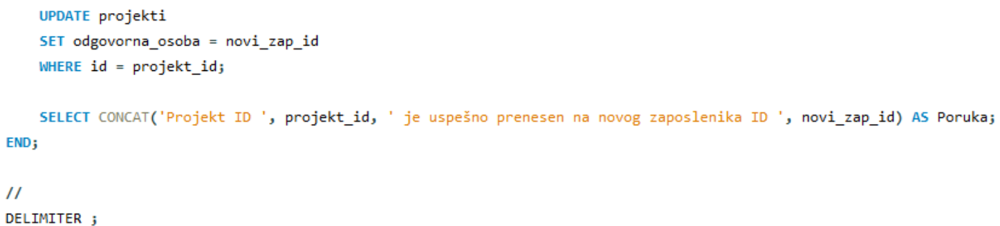 UPDATE projekti
SET odgovorna_osoba = novi_zap_id
WHERE id = projekt_id;
SELECT CONCAT('Projekt ID ', projekt_id, ' je uspešno prenesen na novog zaposlenika ID ', novi_zap_id) AS Poruka;
END;
//
DELIMITER ;